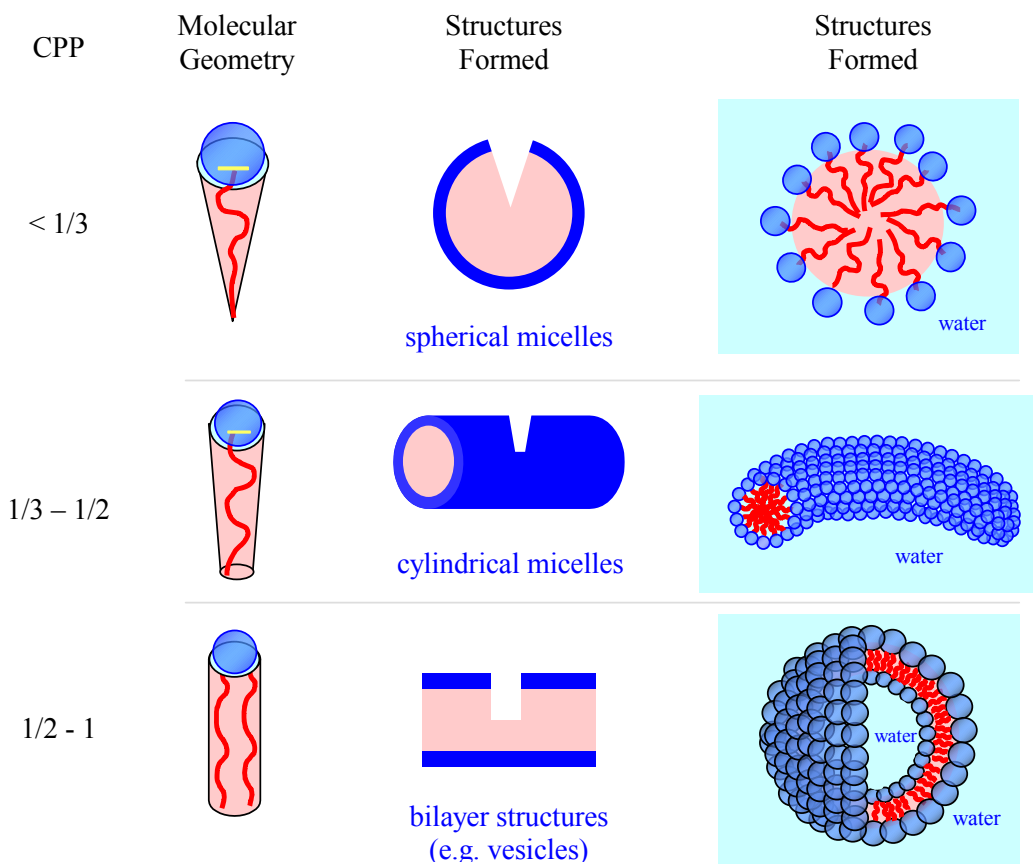 CPP
Molecular
Geometry
Structures
Formed
Structures
Formed
< 1/3
spherical micelles
water
1/3 – 1/2
cylindrical micelles
water
1/2 - 1
bilayer structures
(e.g. vesicles)
water
water